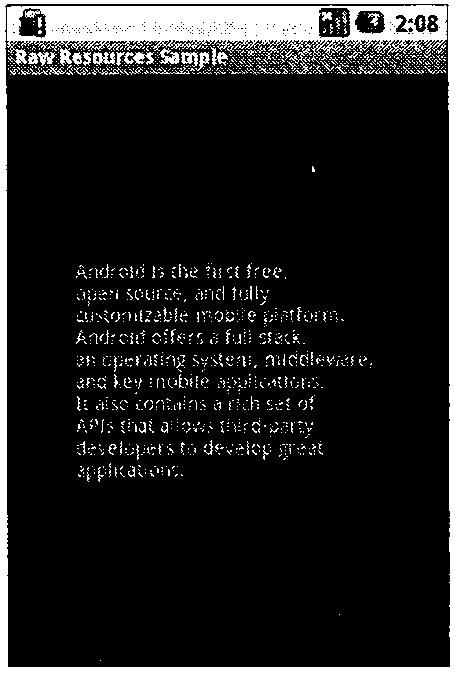 2:08
Raw Resources Sample
Android is the first free,
open source, and fully
customizable mobile platform.
Android offers a full stack:
an operating system, middleware,
and key mobile applications.
It also contains a rich set of
APIs that allows third-party
developers to develop great
applications.